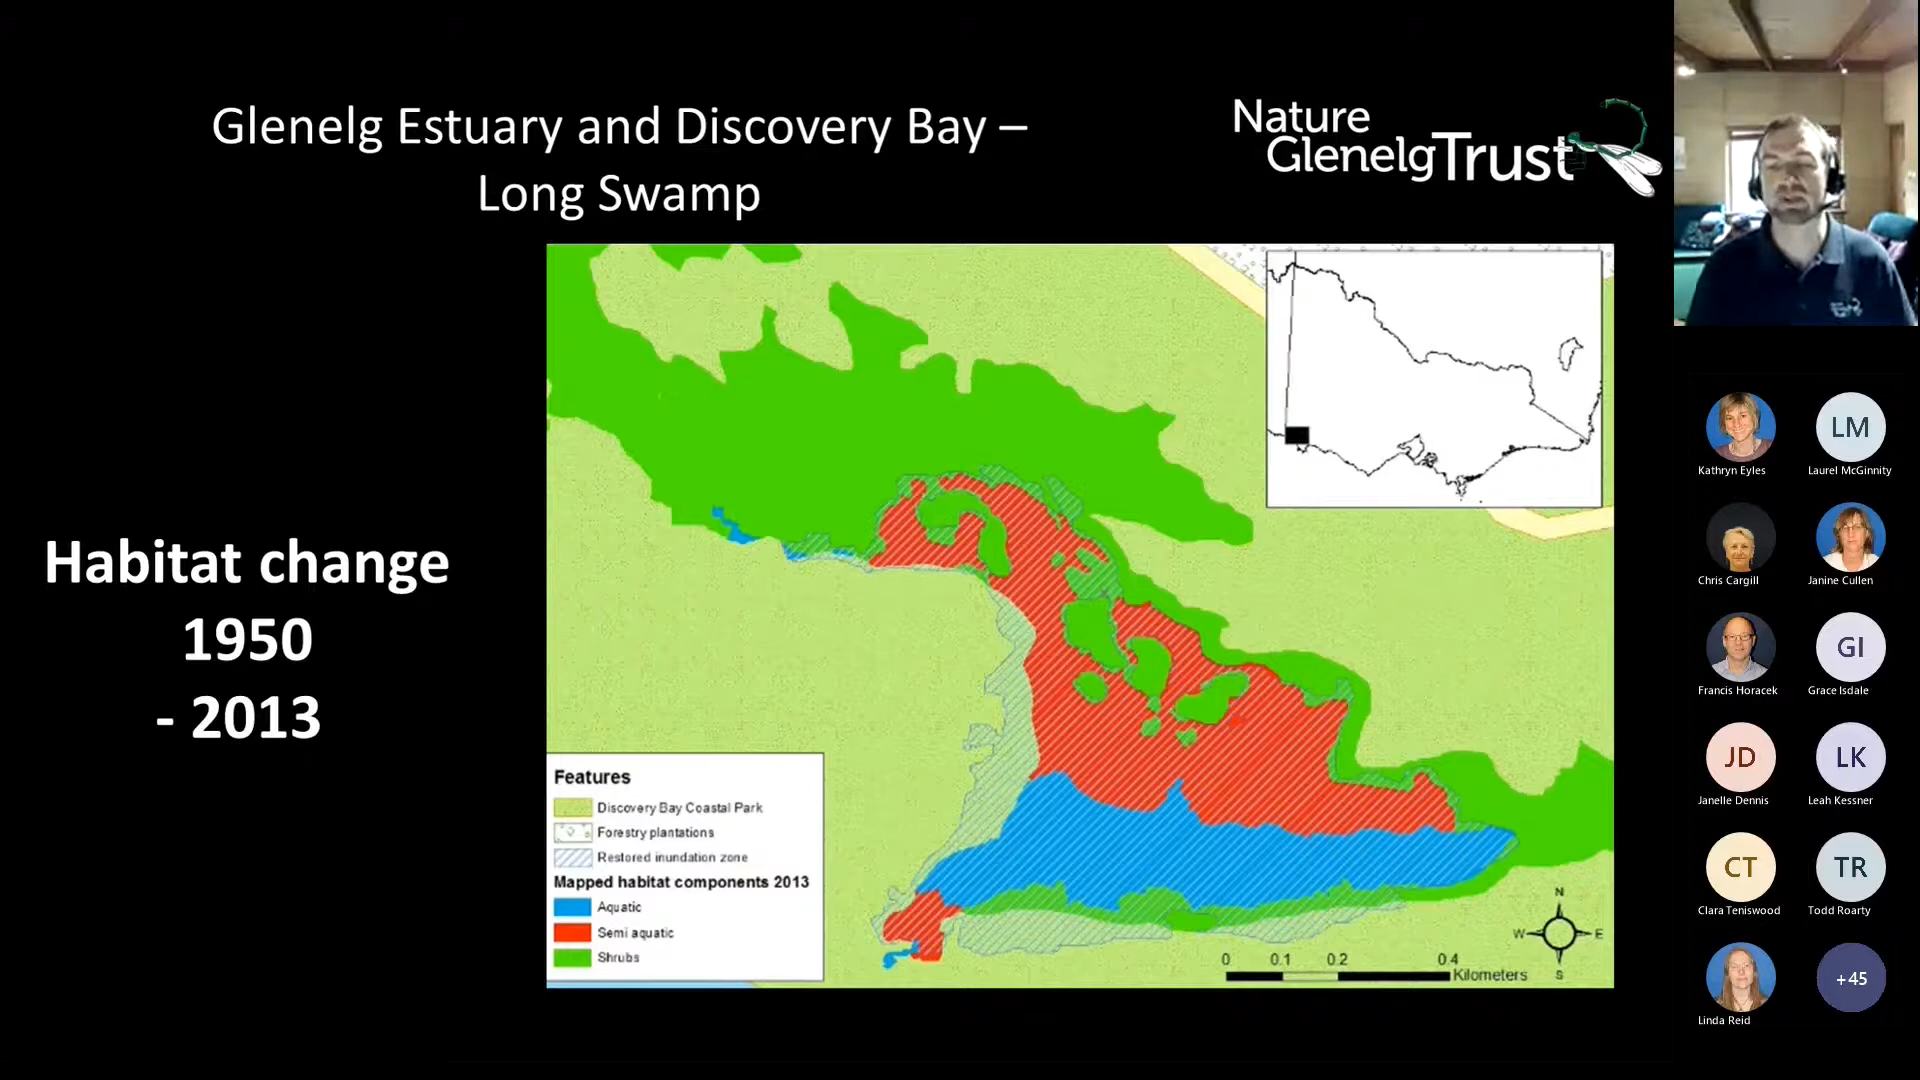 Glenelg Estuary and Discovery Bay –
Long Swamp
Nature
GlenelgTrust
Habitat change
1950
- 2013
Features
Discovery Bay Coastal Park
Forestry plantations
Restored inundation zone
Mapped habitat components 2013
Aquatic
Semi aquatic
Shrubs
N
W E
S
0 0.1 0.2 0.4
Kilometers
Kathryn Eyles
LM
Laurel McGinnity
Chris Cargill
Janine Cullen
Francis Horacek
GI
Grace Isdale
JD
Janelle Dennis
LK
Leah Kessner
CT
Clara Teniswood
TR
Todd Roarty
Linda Reid
+45